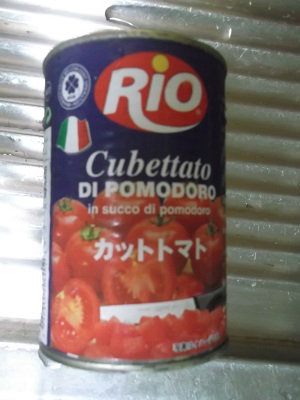 RIO
Cubettato
DI POMODORO
in succo di pomodoro
カットトマト